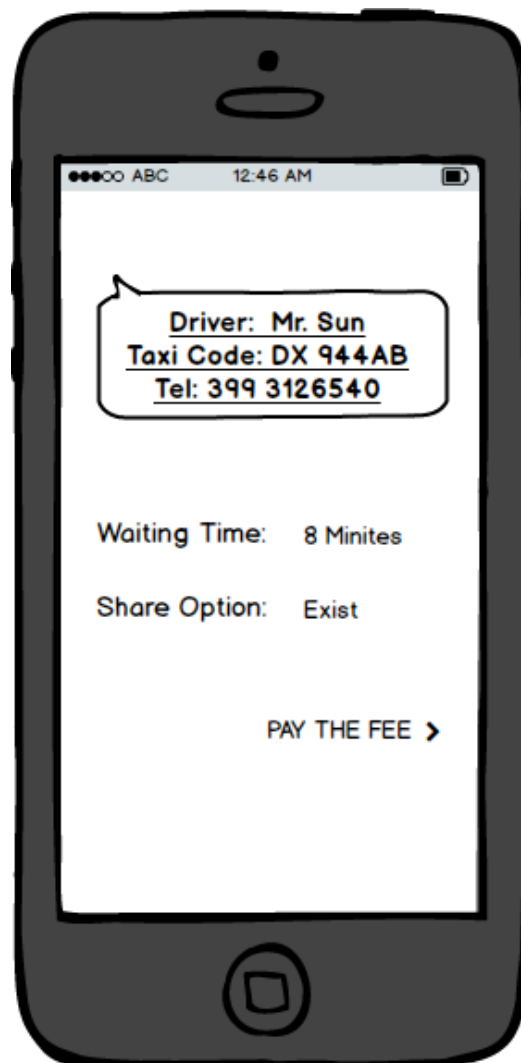 ABC 12:46 AM
Driver: Mr. Sun
Taxi Code: DX 944AB
Tel: 399 3126540
Waiting Time: 8 Minites
Share Option: Exist
PAY THE FEE >